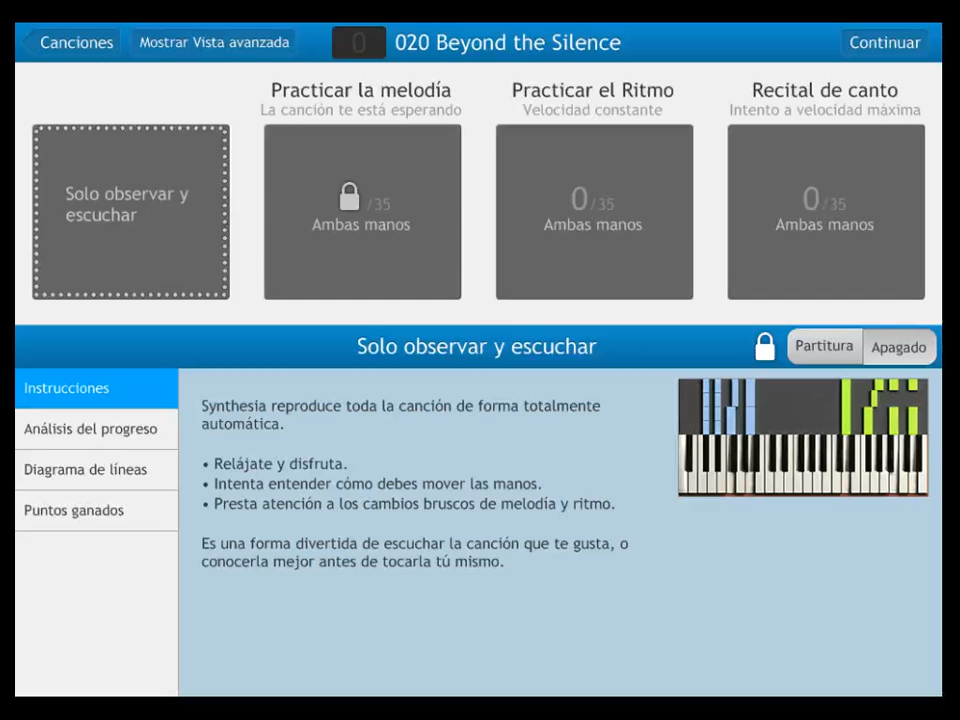 Canciones
Mostrar Vista avanzada
0
020 Beyond the Silence
Continuar
Practicar la melodía
La canción te está esperando
Practicar el Ritmo
Velocidad constante
Recital de canto
Intento a velocidad máxima
Solo observar y
escuchar
/35
Ambas manos
0/35
Ambas manos
0/35
Ambas manos
Solo observar y escuchar
Partitura
Apagado
Instrucciones
Análisis del progreso
Diagrama de líneas
Puntos ganados
Synthesia reproduce toda la canción de forma totalmente
automática.
• Relájate y disfruta.
• Intenta entender cómo debes mover las manos.
• Presta atención a los cambios bruscos de melodía y ritmo.
Es una forma divertida de escuchar la canción que te gusta, o
conocerla mejor antes de tocarla tú mismo.